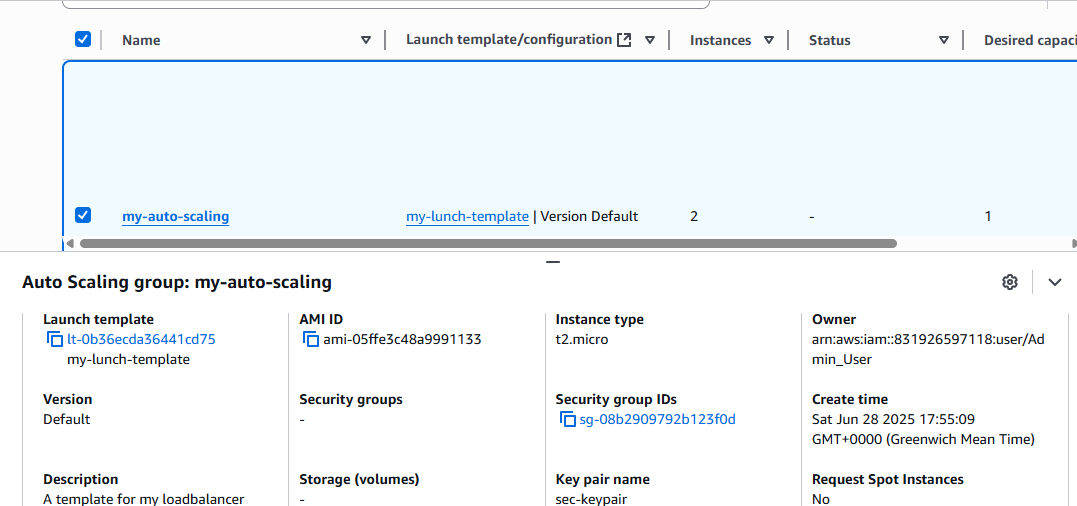 Name Launch template/configuration Instances Status Desired capaci
my-auto-scaling my-lunch-template | Version Default 2 - 1
Auto Scaling group: my-auto-scaling
Launch template AMI ID Instance type Owner
lt-0b36ecda36441cd75 ami-05ffe3c48a9991133 t2.micro arn:aws:iam::831926597118:user/Ad
my-lunch-template min_User
Version Security groups Security group IDs Create time
Default - sg-08b2909792b123f0d Sat Jun 28 2025 17:55:09
GMT+0000 (Greenwich Mean Time)
Description Storage (volumes) Key pair name Request Spot Instances
A template for my loadbalancer - sec-keypair No